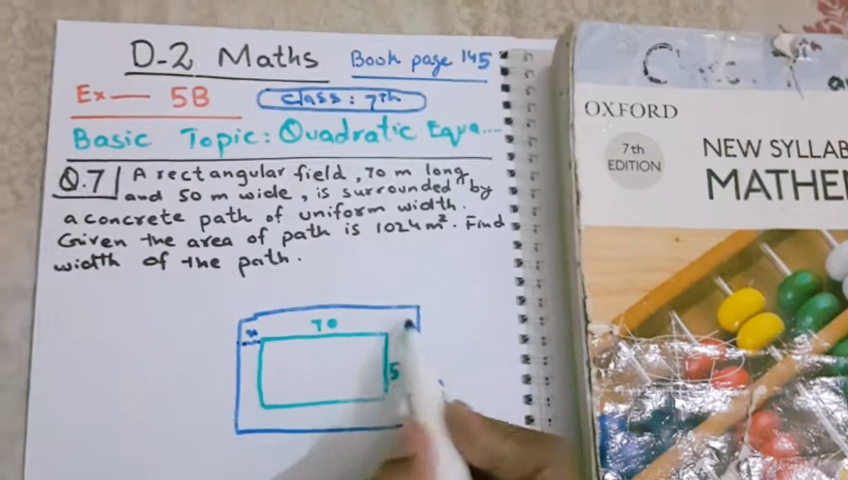 D-2 Maths
Book page 145
Ex— 5B
Class: 7th
Basic Topic: Quadratic Equa....
Q.7 A rectangular field, 70 m long
and 50 m wide, is surrounded by
a concrete path of uniform width.
Given the area of path is 1024m². Find
width of the path.
70
x
5
OXFORD
7th
EDITION
NEW SYLLAB
MATHE